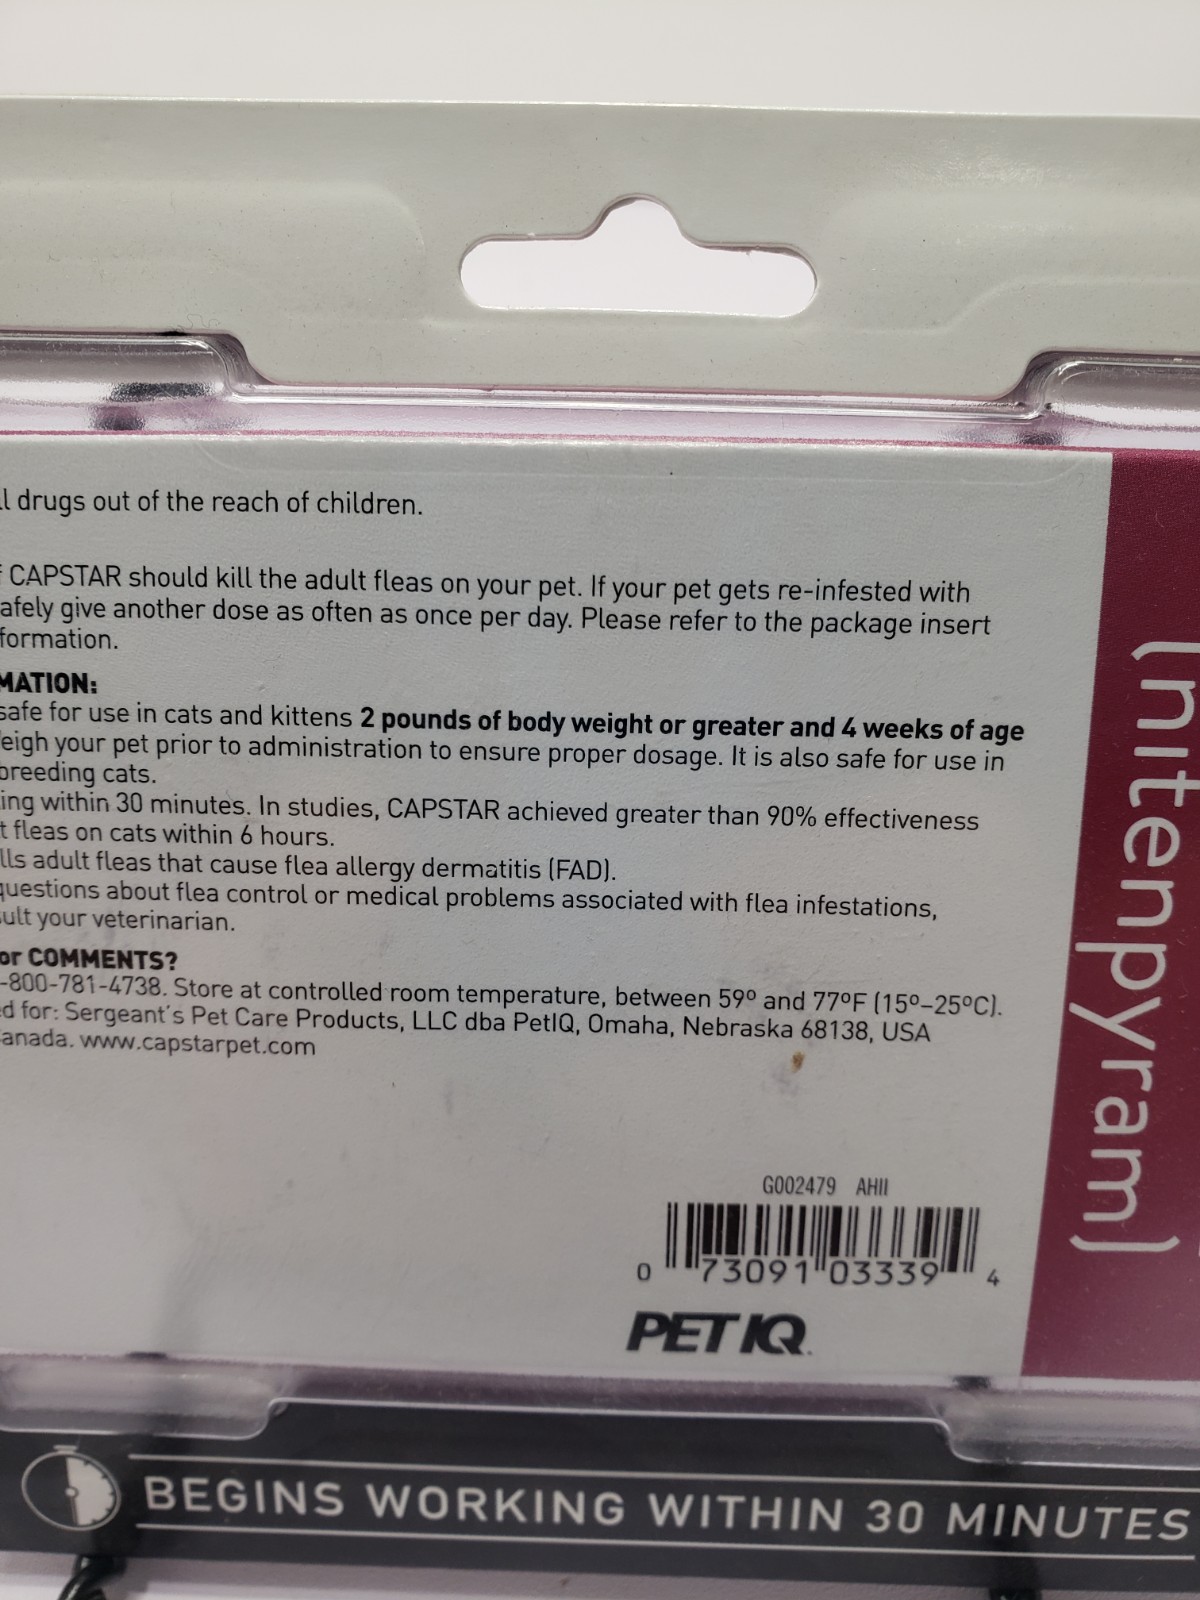 drugs out of the reach of children.
CAPSTAR should kill the adult fleas on your pet. If your pet gets re-infested with
afely give another dose as often as once per day. Please refer to the package insert
formation.
MATION:
safe for use in cats and kittens 2 pounds of body weight or greater and 4 weeks of age
eigh your pet prior to administration to ensure proper dosage. It is also safe for use in
breeding cats.
ing within 30 minutes. In studies, CAPSTAR achieved greater than 90% effectiveness
t fleas on cats within 6 hours.
lls adult fleas that cause flea allergy dermatitis (FAD).
questions about flea control or medical problems associated with flea infestations,
sult your veterinarian.
or COMMENTS?
-800-781-4738. Store at controlled room temperature, between 59º and 77ºF (15º–25ºC).
d for: Sergeant's Pet Care Products, LLC dba PetIQ, Omaha, Nebraska 68138, USA
anada. www.capstarpet.com
(nitenpyram)
G002479 AHII
0 73091 03339 4
PETIQ.
BEGINS WORKING WITHIN 30 MINUTES